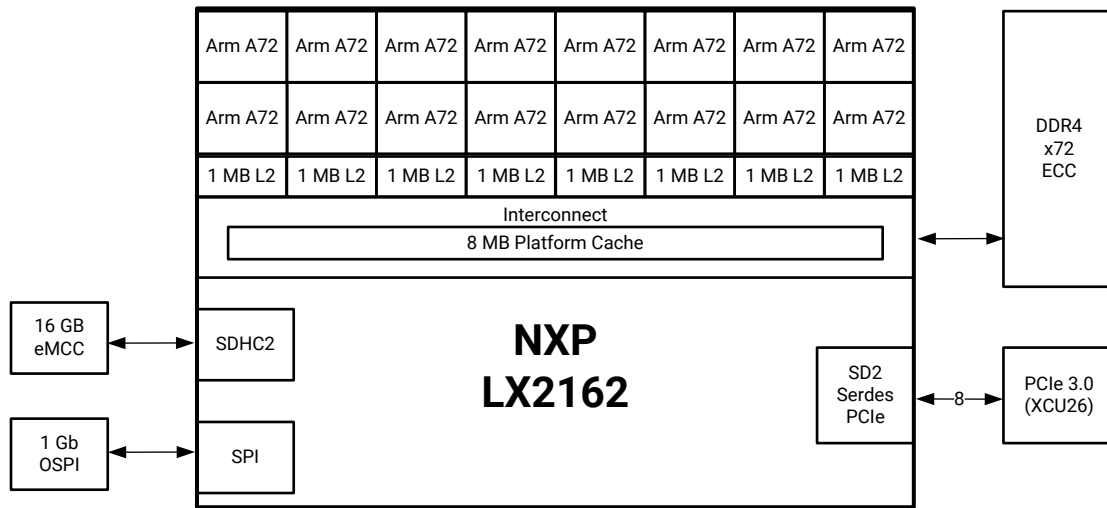 Arm A72 Arm A72 Arm A72 Arm A72 Arm A72 Arm A72 Arm A72 Arm A72
Arm A72 Arm A72 Arm A72 Arm A72 Arm A72 Arm A72 Arm A72 Arm A72
1 MB L2 1 MB L2 1 MB L2 1 MB L2 1 MB L2 1 MB L2 1 MB L2 1 MB L2
Interconnect
8 MB Platform Cache
DDR4
x72
ECC
16 GB
eMCC
SDHC2
NXP
LX2162
SD2
Serdes
PCIe
8
PCIe 3.0
(XCU26)
1 Gb
OSPI
SPI